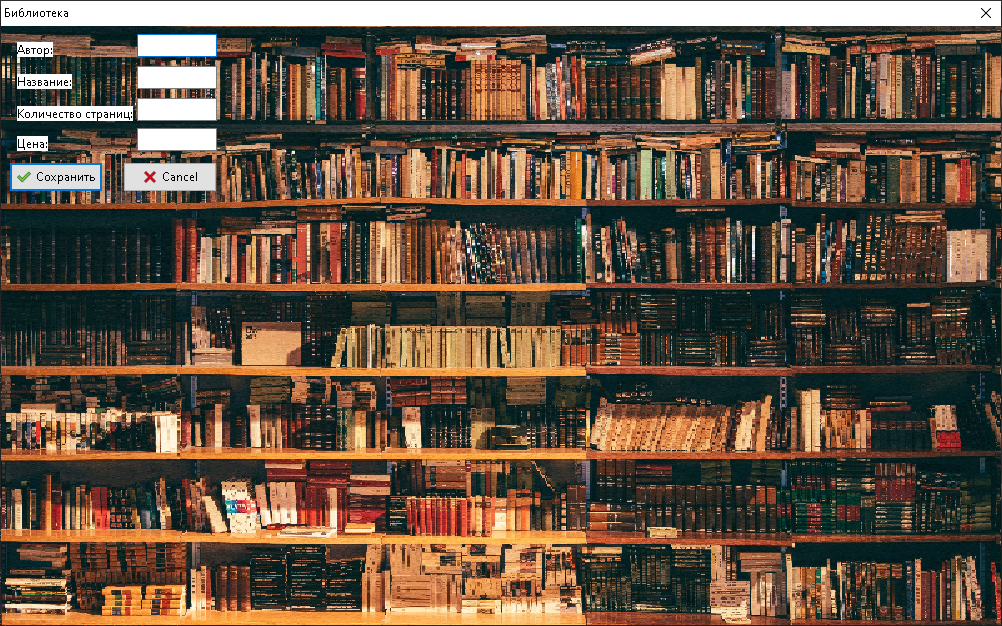 Библиотека
Автор:
Название:
Количество страниц:
Цена:
Сохранить
Cancel